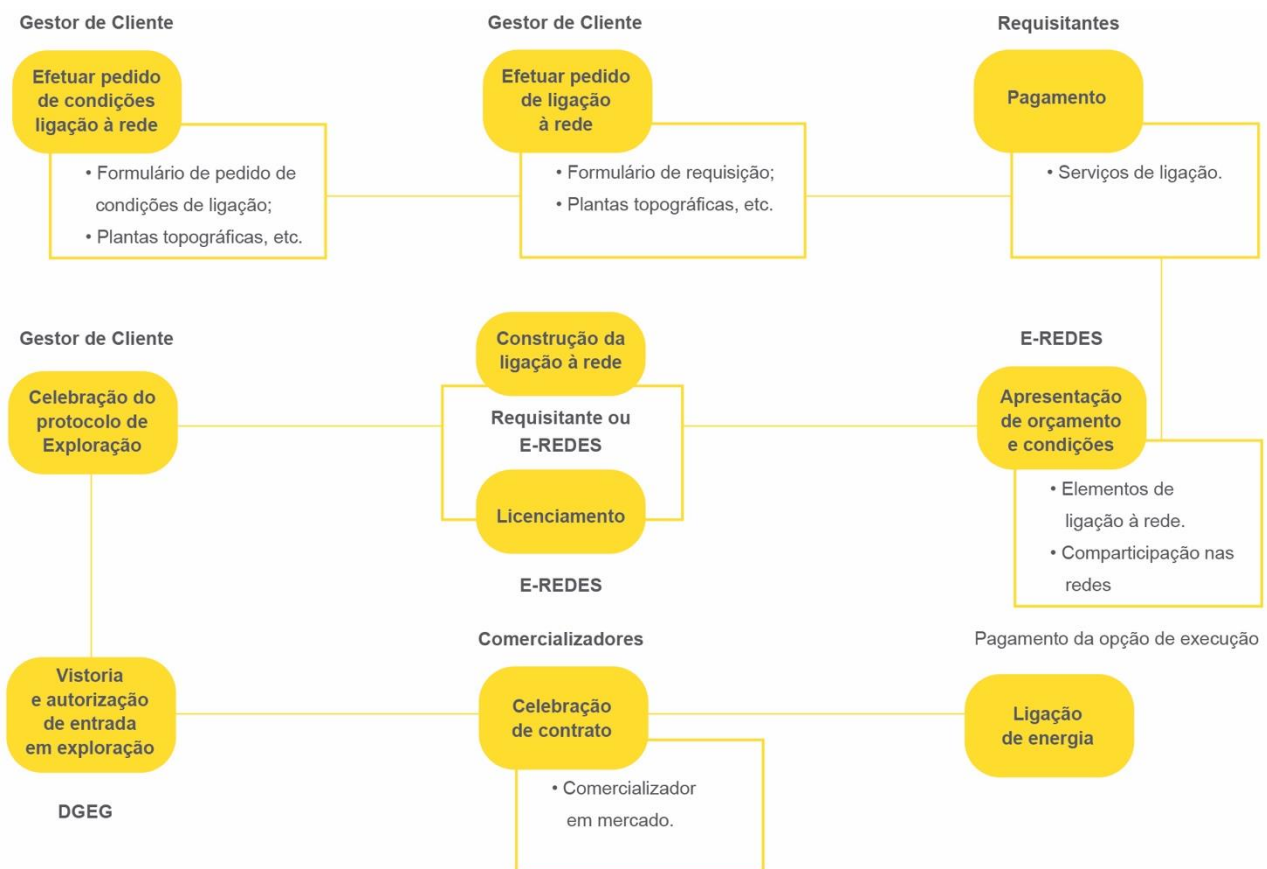 Gestor de Cliente
Efetuar pedido
de condições
ligação à rede
• Formulário de pedido de
condições de ligação;
• Plantas topográficas, etc.
Gestor de Cliente
Efetuar pedido
de ligação
à rede
• Formulário de requisição;
• Plantas topográficas, etc.
Requisitantes
Pagamento
• Serviços de ligação.
E-REDES
Apresentação
de orçamento
e condições
• Elementos de
ligação à rede.
• Comparticipação nas
redes
Pagamento da opção de execução
Construção da
ligação à rede
Requisitante ou
E-REDES
Licenciamento
E-REDES
Gestor de Cliente
Celebração do
protocolo de
Exploração
Vistoria
e autorização
de entrada
em exploração
DGEG
Comercializadores
Celebração
de contrato
• Comercializador
em mercado.
Ligação
de energia